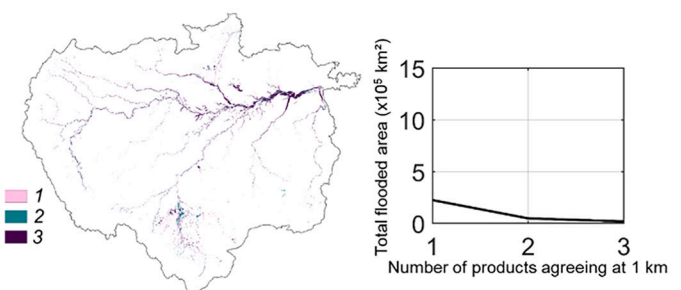 1
2
3
Total flooded area (x10⁵ km²)
15
10
5
0
1 2 3
Number of products agreeing at 1 km